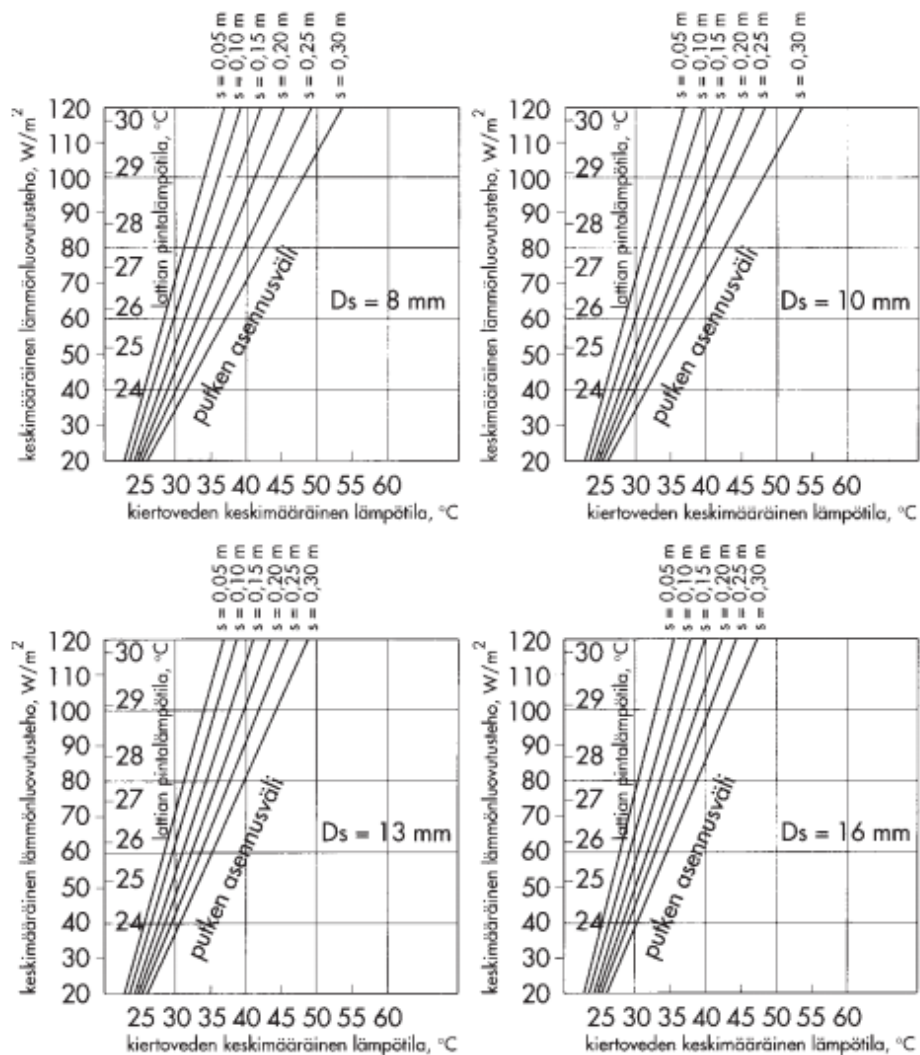 s = 0,05 m
s = 0,10 m
s = 0,15 m
s = 0,20 m
s = 0,25 m
s = 0,30 m
keskimääräinen lämmönluovutusteho, W/m²
120
110
100
90
80
70
60
50
40
30
20
lattian pintalämpötila, °C
30
29
28
27
26
25
24
putken asennusväli
Ds = 8 mm
25 30 35 40 45 50 55 60
kiertoveden keskimääräinen lämpötila, °C
s = 0,05 m
s = 0,10 m
s = 0,15 m
s = 0,20 m
s = 0,25 m
s = 0,30 m
keskimääräinen lämmönluovutusteho, W/m²
120
110
100
90
80
70
60
50
40
30
20
lattian pintalämpötila, °C
30
29
28
27
26
25
24
putken asennusväli
Ds = 10 mm
25 30 35 40 45 50 55 60
kiertoveden keskimääräinen lämpötila, °C
s = 0,05 m
s = 0,10 m
s = 0,15 m
s = 0,20 m
s = 0,25 m
s = 0,30 m
keskimääräinen lämmönluovutusteho, W/m²
120
110
100
90
80
70
60
50
40
30
20
lattian pintalämpötila, °C
30
29
28
27
26
25
24
putken asennusväli
Ds = 13 mm
25 30 35 40 45 50 55 60
kiertoveden keskimääräinen lämpötila, °C
s = 0,05 m
s = 0,10 m
s = 0,15 m
s = 0,20 m
s = 0,25 m
s = 0,30 m
keskimääräinen lämmönluovutusteho, W/m²
120
110
100
90
80
70
60
50
40
30
20
lattian pintalämpötila, °C
30
29
28
27
26
25
24
putken asennusväli
Ds = 16 mm
25 30 35 40 45 50 55 60
kiertoveden keskimääräinen lämpötila, °C